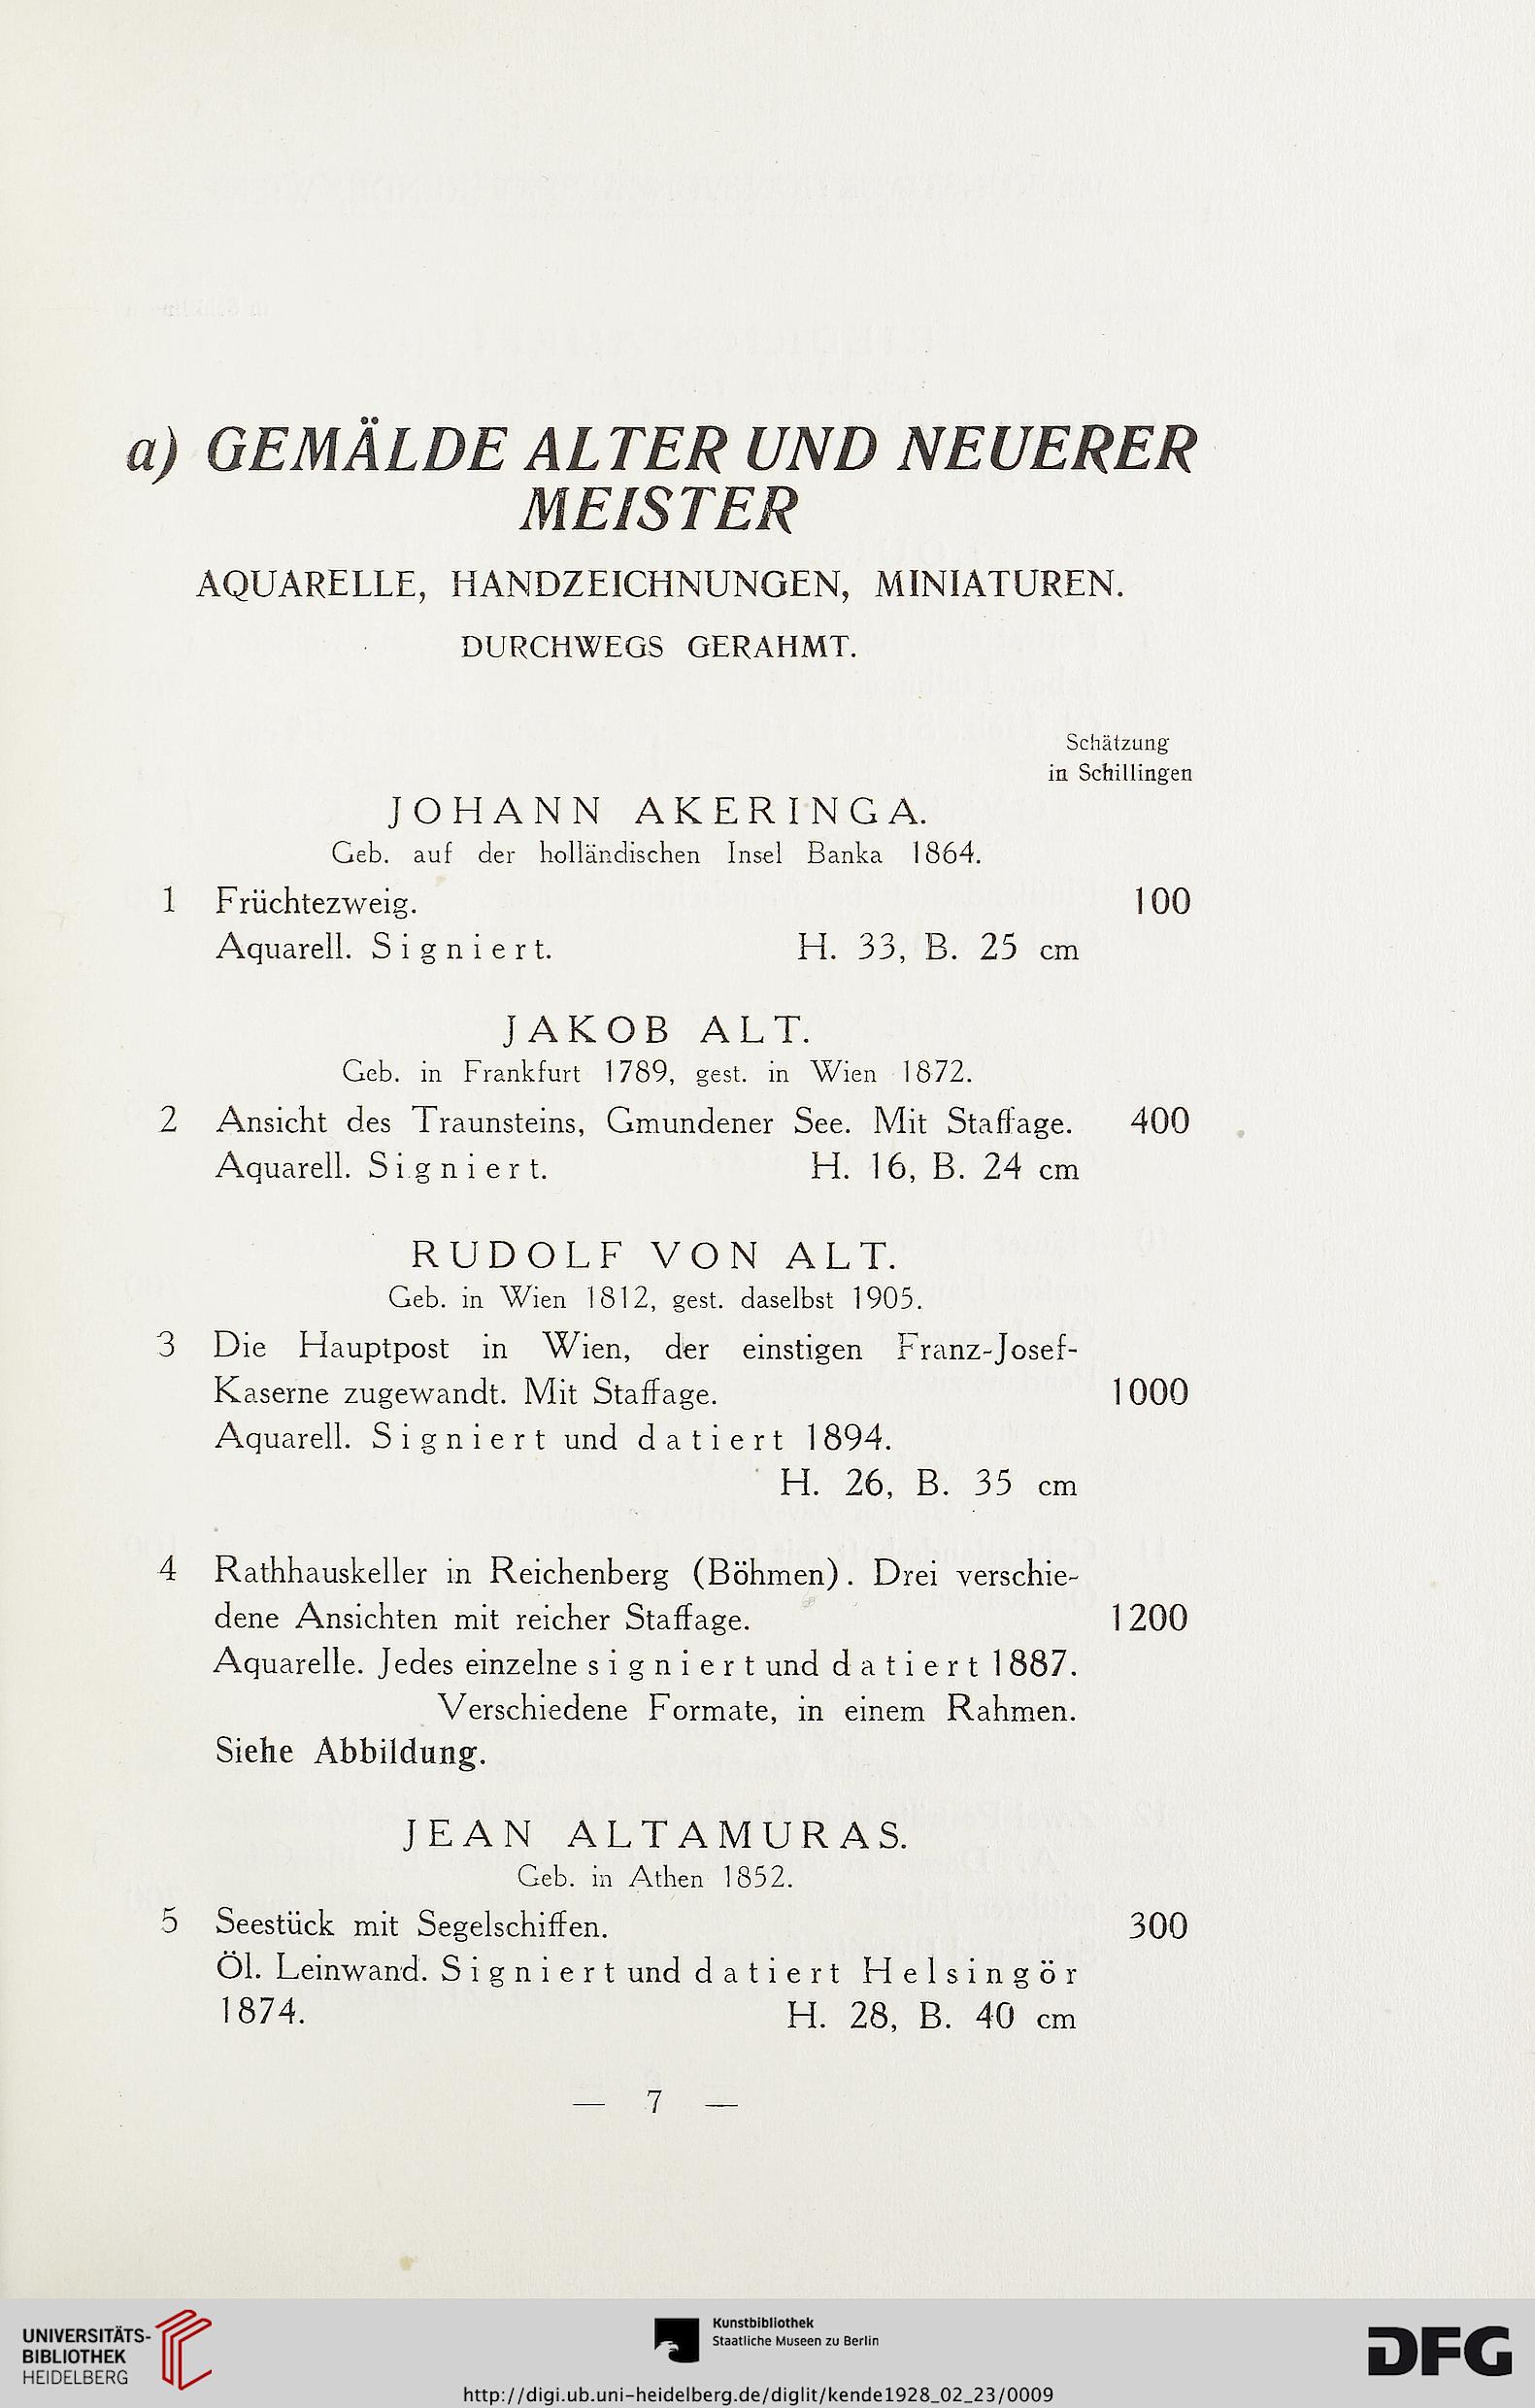 a) GEMÄLDE ALTER UND NEUERER
MEISTER
AQUARELLE, HANDZEICHNUNGEN, MINIATUREN.
DURCHWEGS GERAHMT.
Schätzung
in Schillingen
JOHANN AKERINGA.
Geb. auf der holländischen Insel Banka 1864.
1 Früchtezweig. 100
Aquarell. Signiert. H. 33, B. 25 cm
JAKOB ALT.
Geb. in Frankfurt 1789, gest. in Wien 1872.
2 Ansicht des Traunsteins, Gmundener See. Mit Staffage. 400
Aquarell. Signiert. H. 16, B. 24 cm
RUDOLF VON ALT.
Geb. in Wien 1812, gest. daselbst 1905.
3 Die Hauptpost in Wien, der einstigen Franz-Josef-
Kaserne zugewandt. Mit Staffage. 1000
Aquarell. Signiert und datiert 1894.
H. 26, B. 35 cm
4 Rathhauskeller in Reichenberg (Böhmen). Drei verschie-
dene Ansichten mit reicher Staffage. 1200
Aquarelle. Jedes einzelne signiert und datiert 1887.
Verschiedene Formate, in einem Rahmen.
Siehe Abbildung.
JEAN ALTAMURAS.
Geb. in Athen 1852.
5 Seestück mit Segelschiffen. 300
Öl. Leinwand. Signiert und datiert Helsingör
1874. H. 28, B. 40 cm
— 7 —
UNIVERSITÄTS-
BIBLIOTHEK
HEIDELBERG
Kunstbibliothek
Staatliche Museen zu Berlin
DFG
http://digi.ub.uni-heidelberg.de/diglit/kende1928_02_23/0009